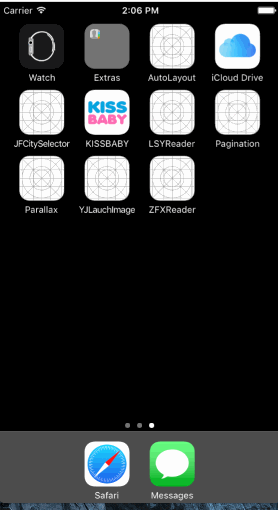 Carrier 2:06 PM
Watch Extras AutoLayout iCloud Drive
KISS
BABY
JFCitySelector KISSBABY LSYReader Pagination
Parallax YJLauchImage ZFXReader
Safari Messages